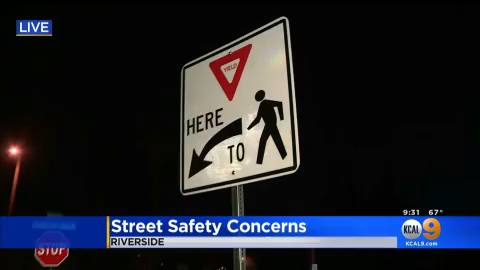 LIVE
YIELD
HERE
TO
Street Safety Concerns
RIVERSIDE
9:31 67°
KCAL 9
KCAL9.COM
STOP